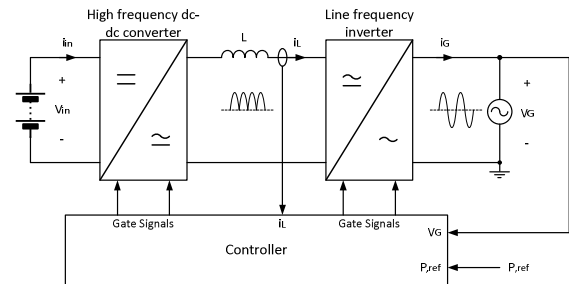 High frequency dc-
dc converter
Line frequency
inverter
iin
L
iL
iG
+
Vin
-
+
VG
-
Gate Signals
iL
Gate Signals
Controller
VG
P,ref
P,ref